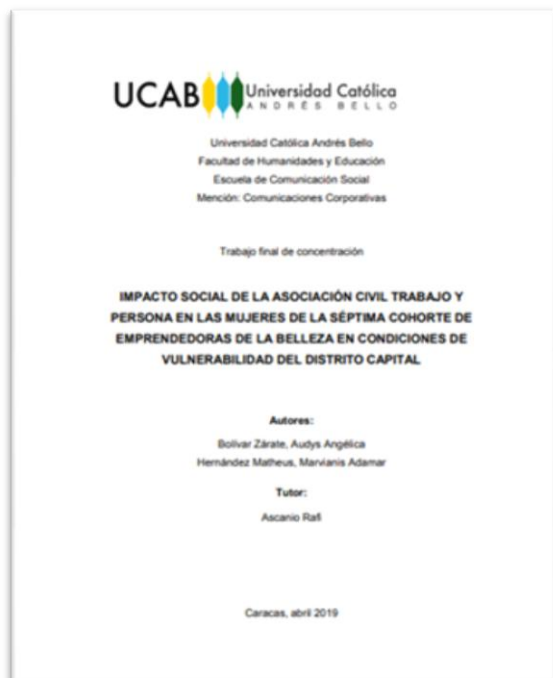 UCAB Universidad Católica
ANDRÉS BELLO
Universidad Católica Andrés Bello
Facultad de Humanidades y Educación
Escuela de Comunicación Social
Mención: Comunicaciones Corporativas
Trabajo final de concentración
IMPACTO SOCIAL DE LA ASOCIACIÓN CIVIL TRABAJO Y
PERSONA EN LAS MUJERES DE LA SÉPTIMA COHORTE DE
EMPRENDEDORAS DE LA BELLEZA EN CONDICIONES DE
VULNERABILIDAD DEL DISTRITO CAPITAL
Autores:
Bolívar Zárate, Audys Angélica
Hernández Matheus, Marvianis Adamar
Tutor:
Ascanio Rafi
Caracas, abril 2019